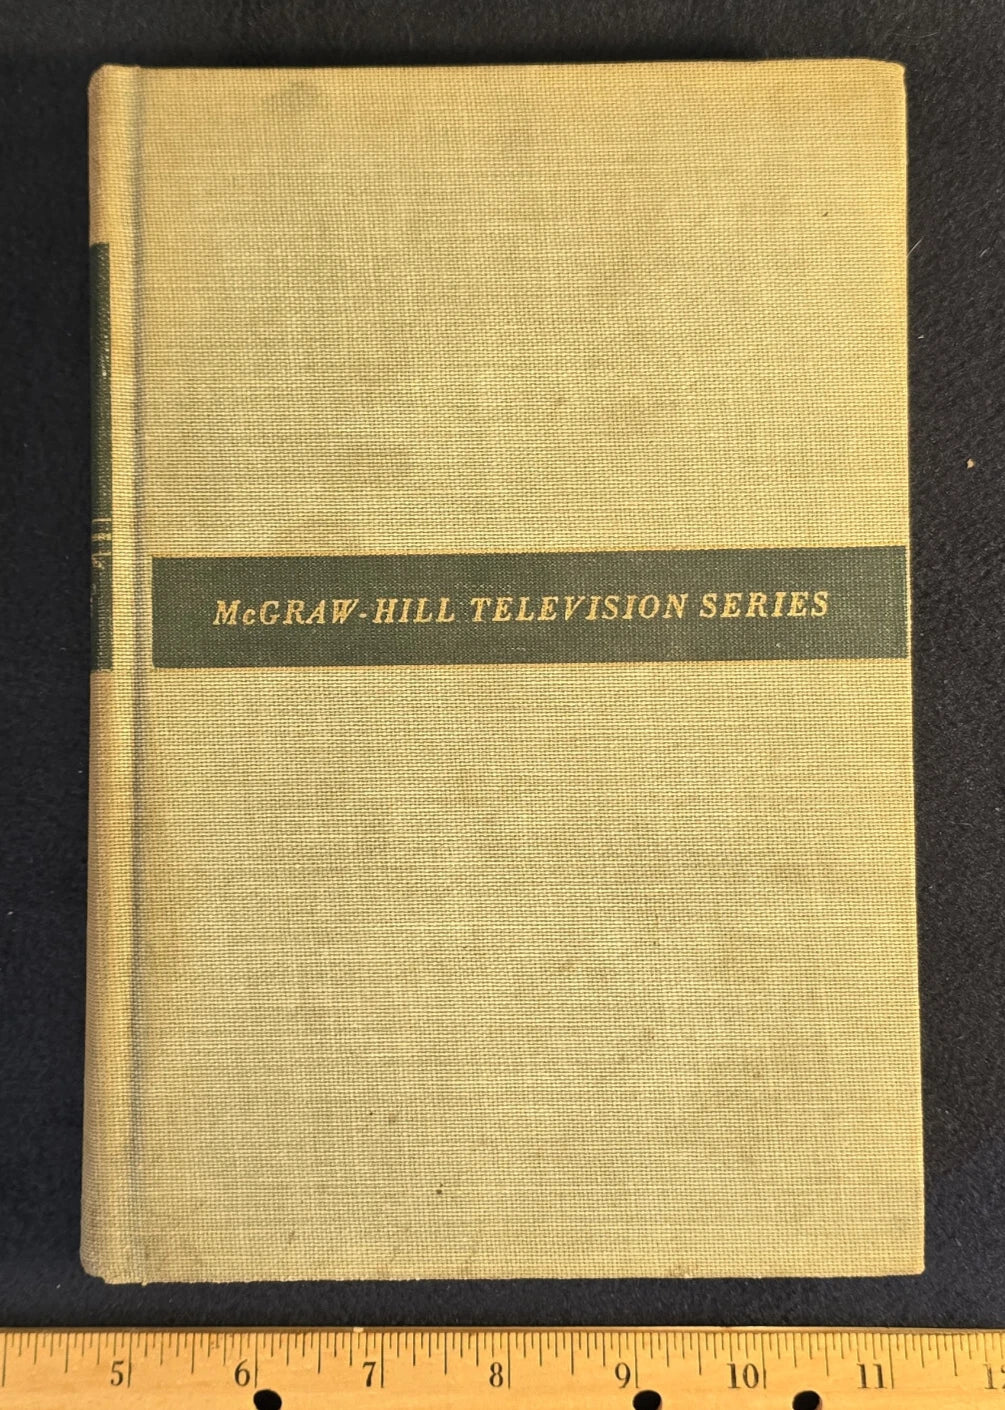 McGRAW-HILL TELEVISION SERIES
5 6 7 8 9 10 11